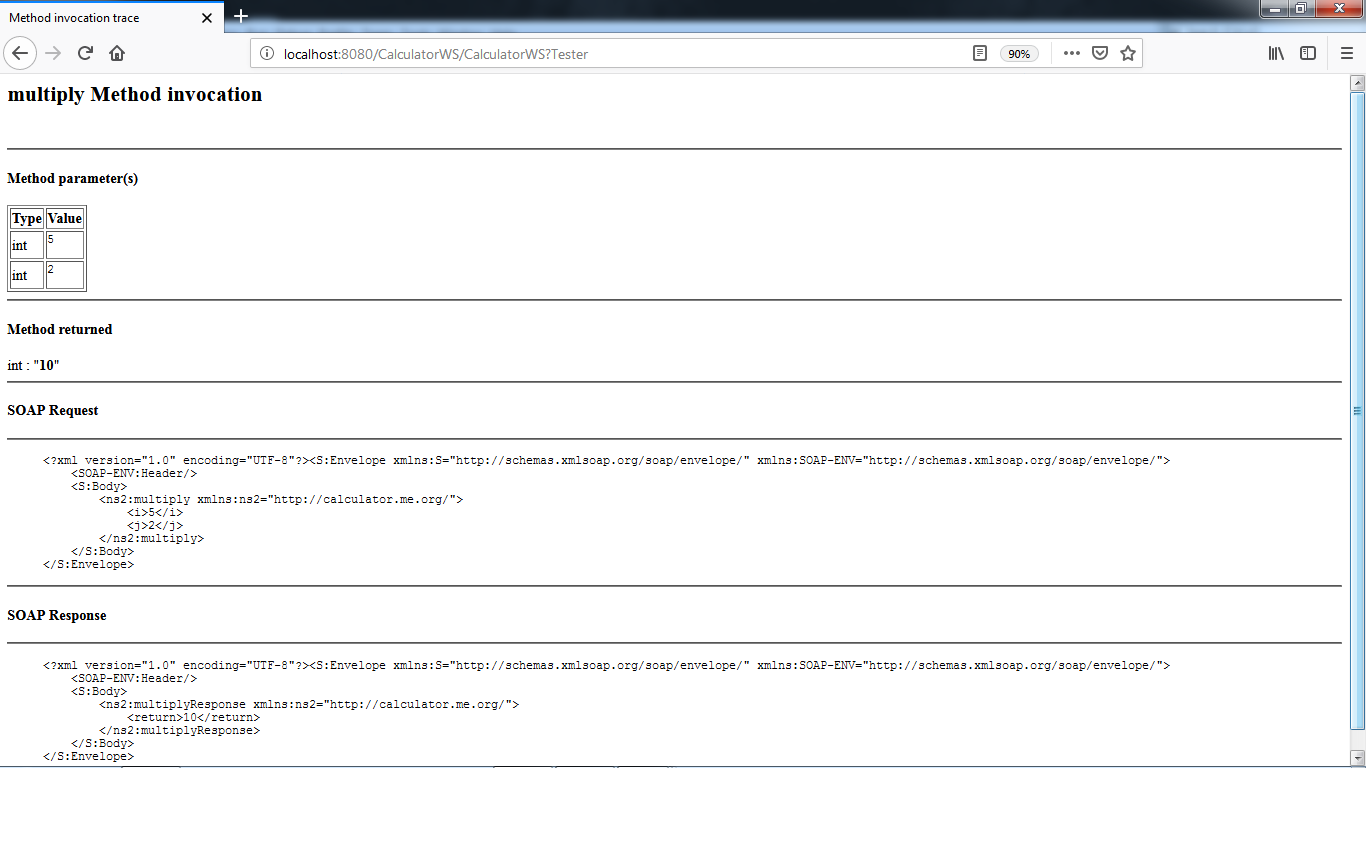 Method invocation trace
localhost:8080/CalculatorWS/CalculatorWS?Tester
90%
multiply Method invocation
Method parameter(s)
Type Value
int 5
int 2
Method returned
int : "10"
SOAP Request
<?xml version="1.0" encoding="UTF-8"?><S:Envelope xmlns:S="http://schemas.xmlsoap.org/soap/envelope/" xmlns:SOAP-ENV="http://schemas.xmlsoap.org/soap/envelope/">
<SOAP-ENV:Header/>
<S:Body>
<ns2:multiply xmlns:ns2="http://calculator.me.org/">
<i>5</i>
<j>2</j>
</ns2:multiply>
</S:Body>
</S:Envelope>
SOAP Response
<?xml version="1.0" encoding="UTF-8"?><S:Envelope xmlns:S="http://schemas.xmlsoap.org/soap/envelope/" xmlns:SOAP-ENV="http://schemas.xmlsoap.org/soap/envelope/">
<SOAP-ENV:Header/>
<S:Body>
<ns2:multiplyResponse xmlns:ns2="http://calculator.me.org/">
<return>10</return>
</ns2:multiplyResponse>
</S:Body>
</S:Envelope>